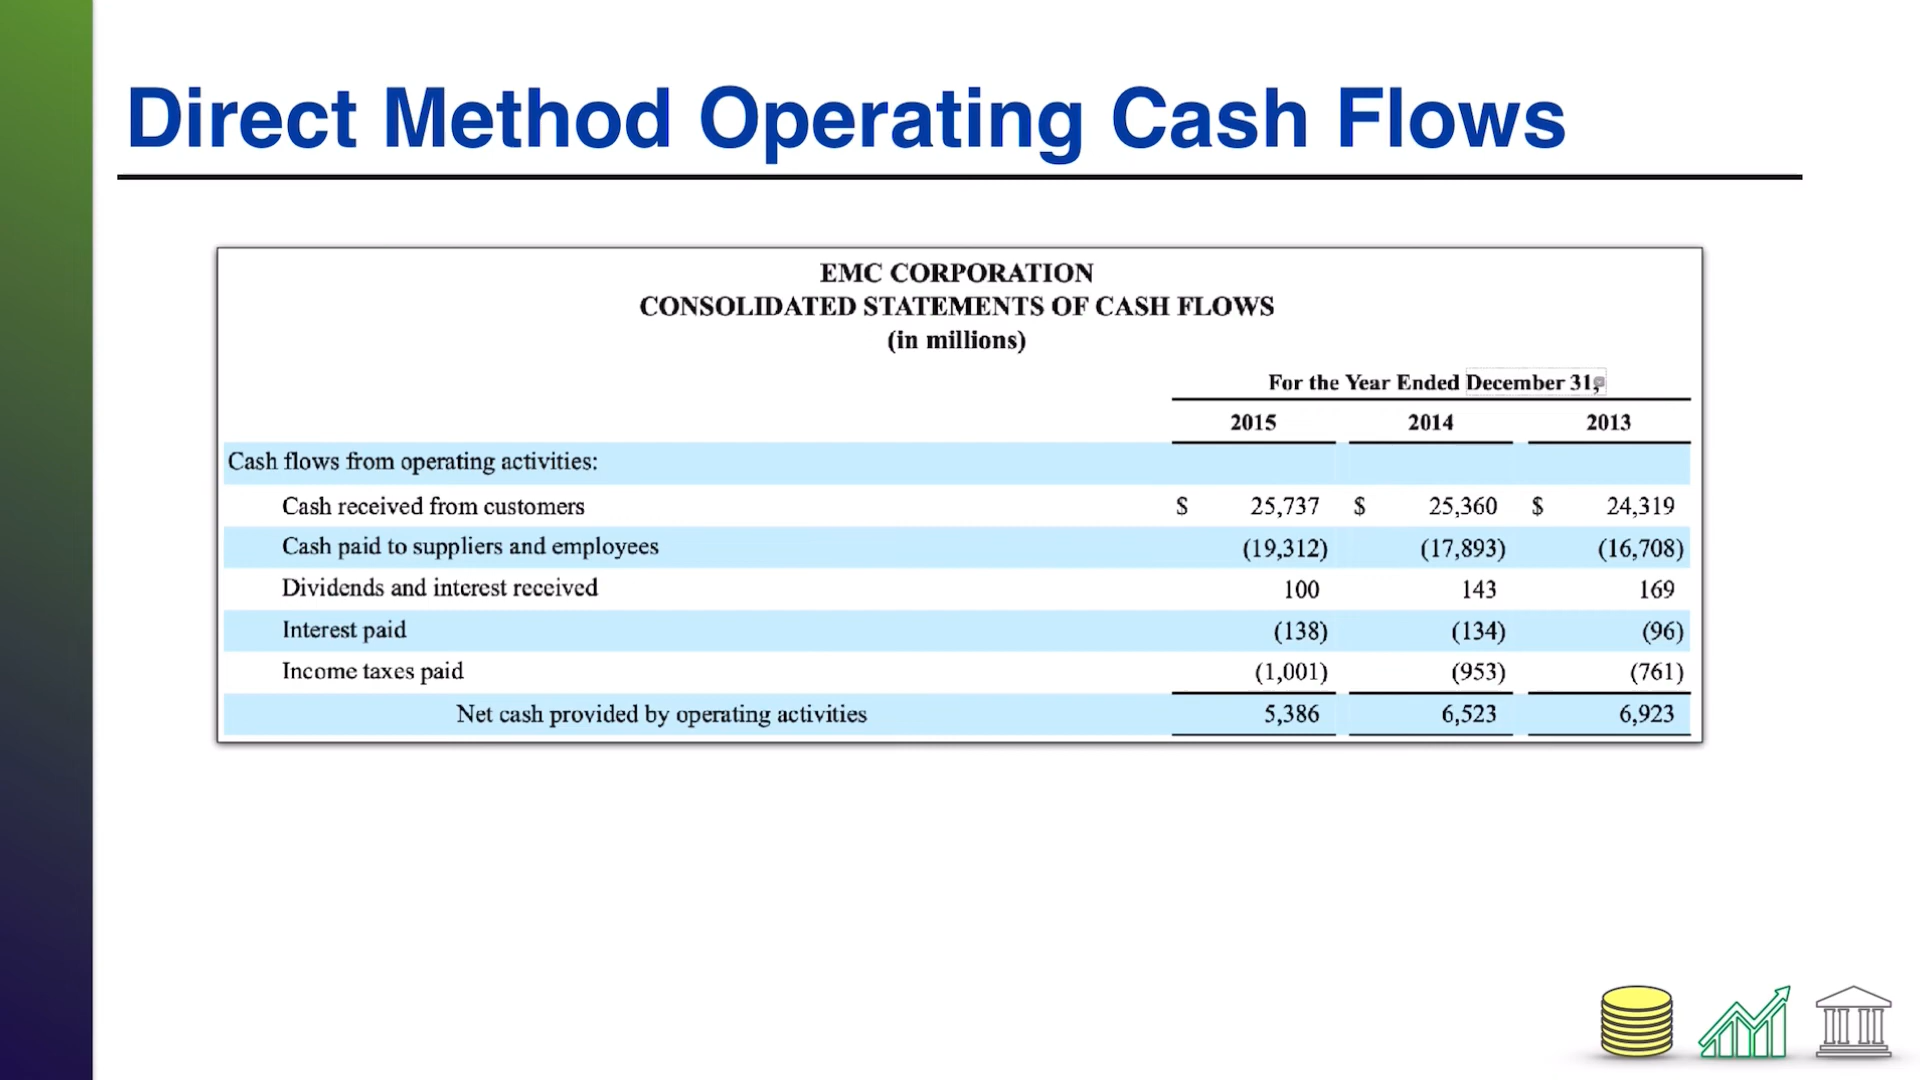 Direct Method Operating Cash Flows
EMC CORPORATION
CONSOLIDATED STATEMENTS OF CASH FLOWS
(in millions)
For the Year Ended December 31,
2015 2014 2013
Cash flows from operating activities:
Cash received from customers $ 25,737 $ 25,360 $ 24,319
Cash paid to suppliers and employees (19,312) (17,893) (16,708)
Dividends and interest received 100 143 169
Interest paid (138) (134) (96)
Income taxes paid (1,001) (953) (761)
Net cash provided by operating activities 5,386 6,523 6,923